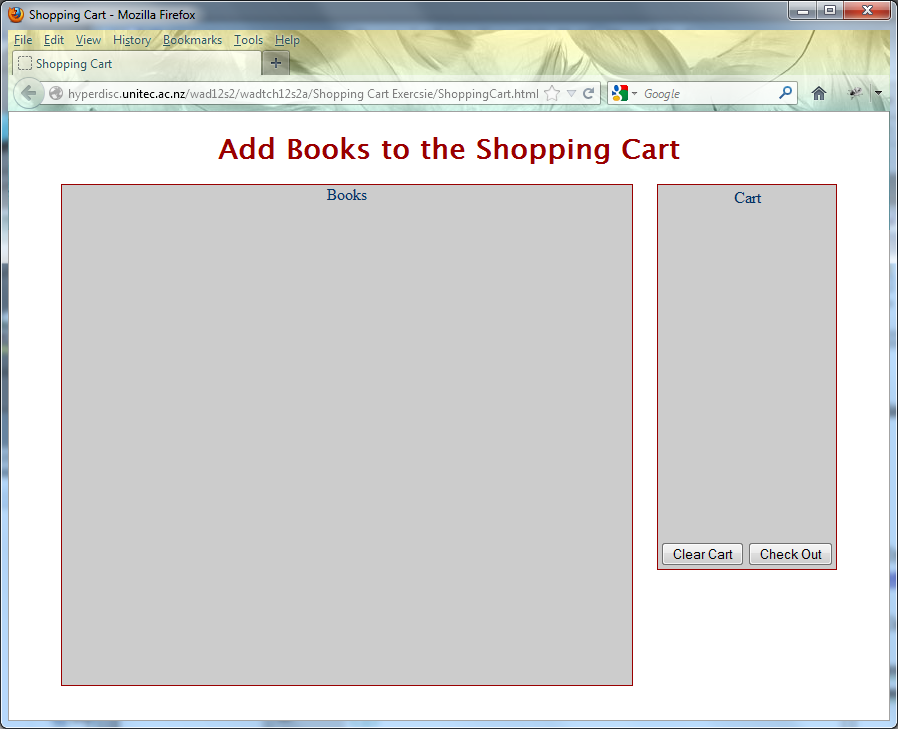 Shopping Cart - Mozilla Firefox
File Edit View History Bookmarks Tools Help
Shopping Cart
hyperdisc.unitec.ac.nz/wad12s2/wadtch12s2a/Shopping Cart Exercsie/ShoppingCart.html Google
Add Books to the Shopping Cart
Books
Cart
Clear Cart Check Out